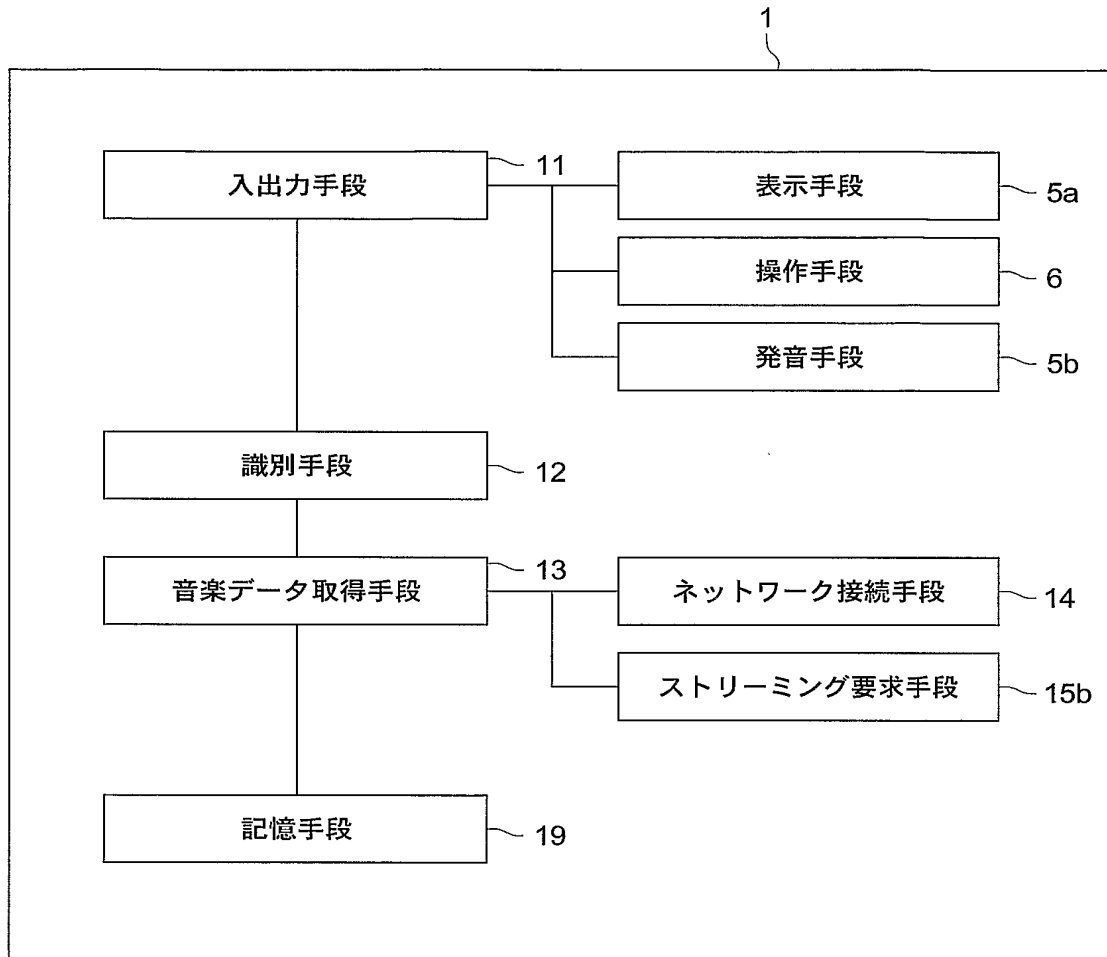 1
入出力手段
11
表示手段
5a
操作手段
6
発音手段
5b
識別手段
12
音楽データ取得手段
13
ネットワーク接続手段
14
ストリーミング要求手段
15b
記憶手段
19